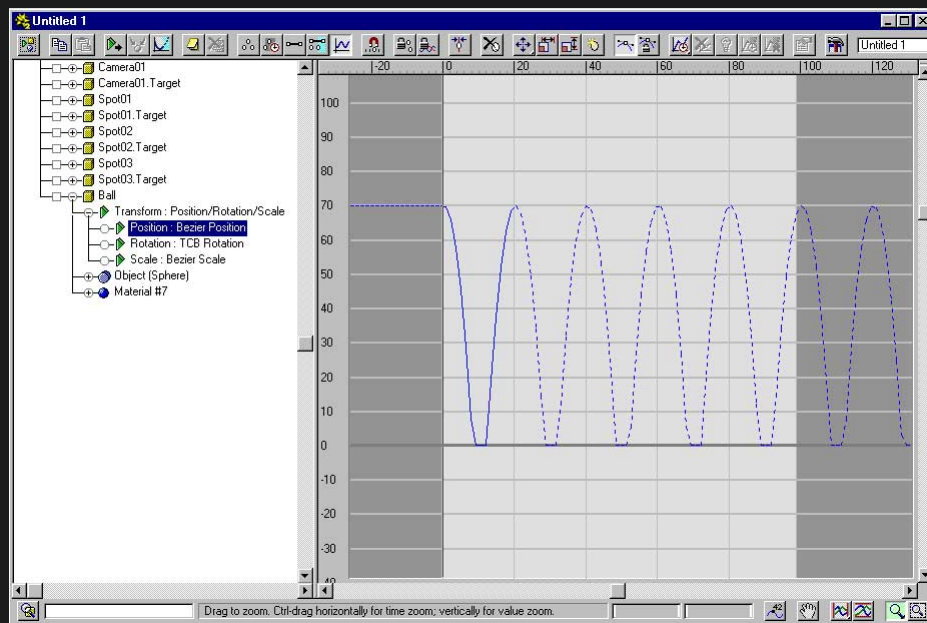 Untitled 1
Untitled 1
Camera01
Camera01.Target
Spot01
Spot01.Target
Spot02
Spot02.Target
Spot03
Spot03.Target
Ball
Transform : Position/Rotation/Scale
Position : Bezier Position
Rotation : TCB Rotation
Scale : Bezier Scale
Object (Sphere)
Material #7
-20 0 20 40 60 80 100 120
100
90
80
70
60
50
40
30
20
10
0
-10
-20
-30
-40
Drag to zoom. Ctrl-drag horizontally for time zoom; vertically for value zoom.
42